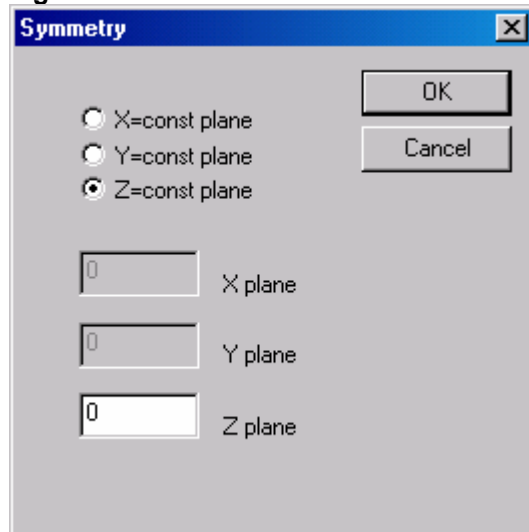 Symmetry
X=const plane
Y=const plane
Z=const plane
OK
Cancel
0 X plane
0 Y plane
0 Z plane